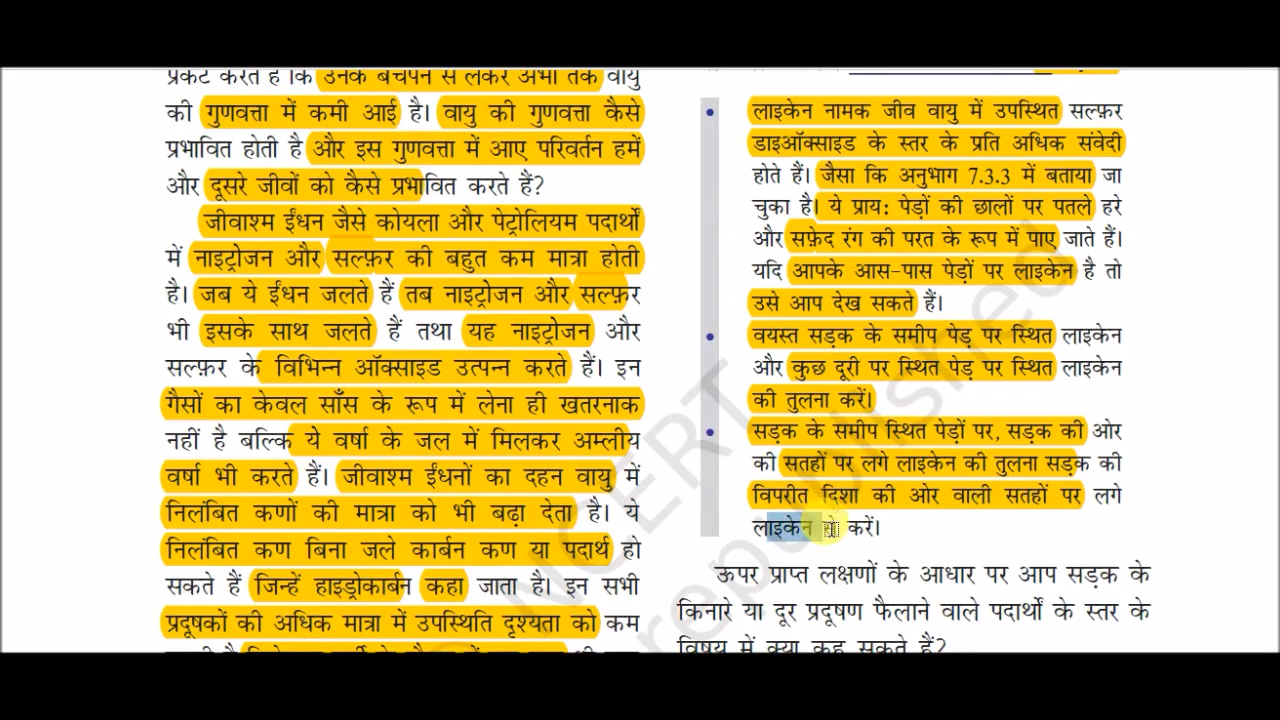 प्रकट करते हैं कि उनके बचपन से लेकर अभी तक वायु
की गुणवत्ता में कमी आई है। वायु की गुणवत्ता कैसे
प्रभावित होती है और इस गुणवत्ता में आए परिवर्तन हमें
और दूसरे जीवों को कैसे प्रभावित करते हैं?
जीवाश्म ईंधन जैसे कोयला और पेट्रोलियम पदार्थों
में नाइट्रोजन और सल्फ़र की बहुत कम मात्रा होती
है। जब ये ईंधन जलते हैं तब नाइट्रोजन और सल्फ़र
भी इसके साथ जलते हैं तथा यह नाइट्रोजन और
सल्फ़र के विभिन्न ऑक्साइड उत्पन्न करते हैं। इन
गैसों का केवल साँस के रूप में लेना ही खतरनाक
नहीं है बल्कि ये वर्षा के जल में मिलकर अम्लीय
वर्षा भी करते हैं। जीवाश्म ईंधनों का दहन वायु में
निलंबित कणों की मात्रा को भी बढ़ा देता है। ये
निलंबित कण बिना जले कार्बन कण या पदार्थ हो
सकते हैं जिन्हें हाइड्रोकार्बन कहा जाता है। इन सभी
प्रदूषकों की अधिक मात्रा में उपस्थिति दृश्यता को कम
• लाइकेन नामक जीव वायु में उपस्थित सल्फ़र
डाइऑक्साइड के स्तर के प्रति अधिक संवेदी
होते हैं। जैसा कि अनुभाग 7.3.3 में बताया जा
चुका है। ये प्राय: पेड़ों की छालों पर पतले हरे
और सफ़ेद रंग की परत के रूप में पाए जाते हैं।
यदि आपके आस-पास पेड़ों पर लाइकेन है तो
उसे आप देख सकते हैं।
• वयस्त सड़क के समीप पेड़ पर स्थित लाइकेन
और कुछ दूरी पर स्थित पेड़ पर स्थित लाइकेन
की तुलना करें।
• सड़क के समीप स्थित पेड़ों पर, सड़क की ओर
की सतहों पर लगे लाइकेन की तुलना सड़क की
विपरीत दिशा की ओर वाली सतहों पर लगे
लाइकेन से करें।
ऊपर प्राप्त लक्षणों के आधार पर आप सड़क के
किनारे या दूर प्रदूषण फैलाने वाले पदार्थों के स्तर के
विषय में क्या कह सकते हैं?
NCERT
republished